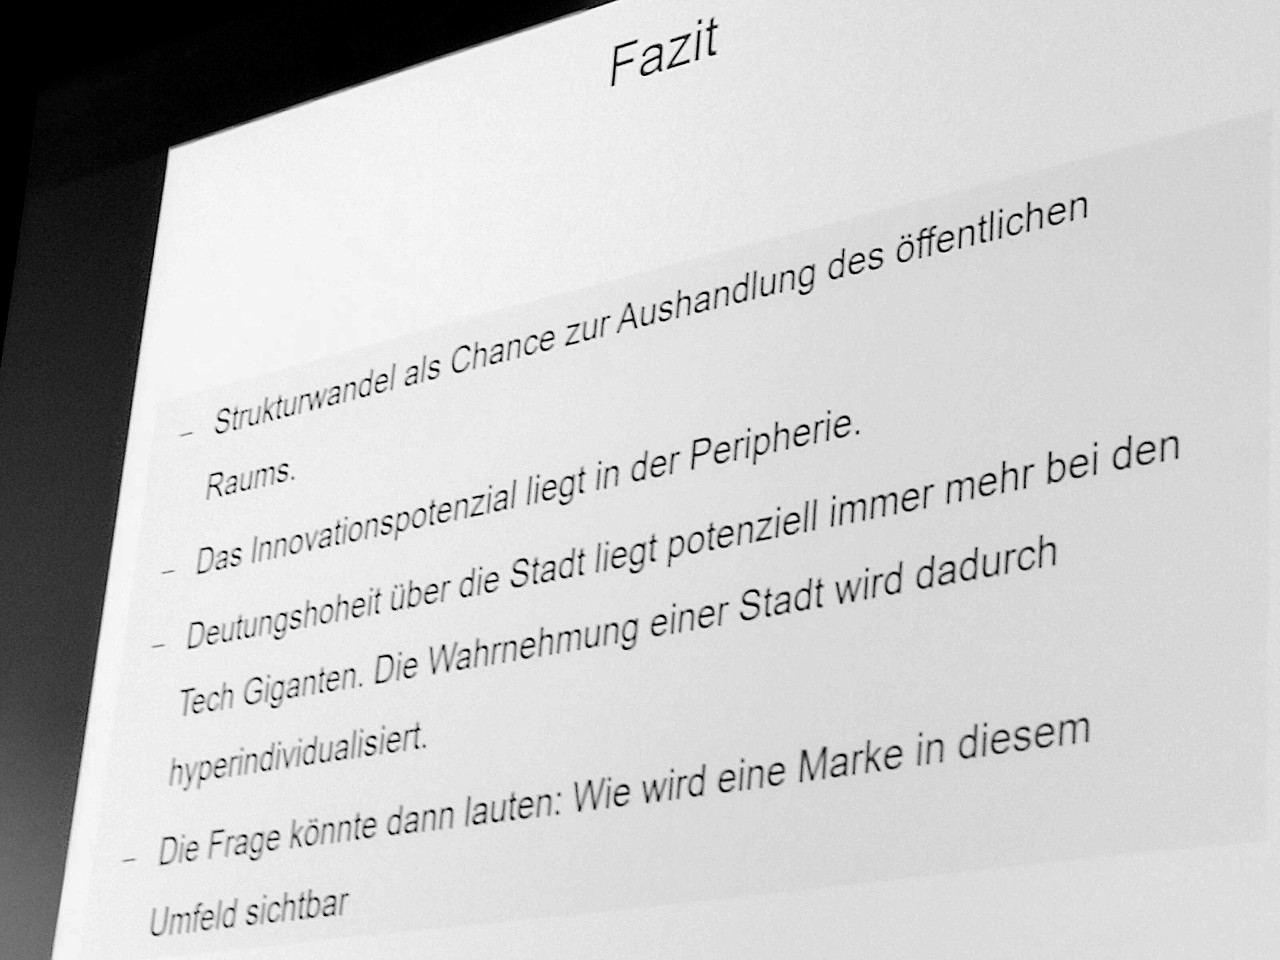 Fazit
– Strukturwandel als Chance zur Aushandlung des öffentlichen
Raums.
– Das Innovationspotenzial liegt in der Peripherie.
– Deutungshoheit über die Stadt liegt potenziell immer mehr bei den
Tech Giganten. Die Wahrnehmung einer Stadt wird dadurch
hyperindividualisiert.
– Die Frage könnte dann lauten: Wie wird eine Marke in diesem
Umfeld sichtbar